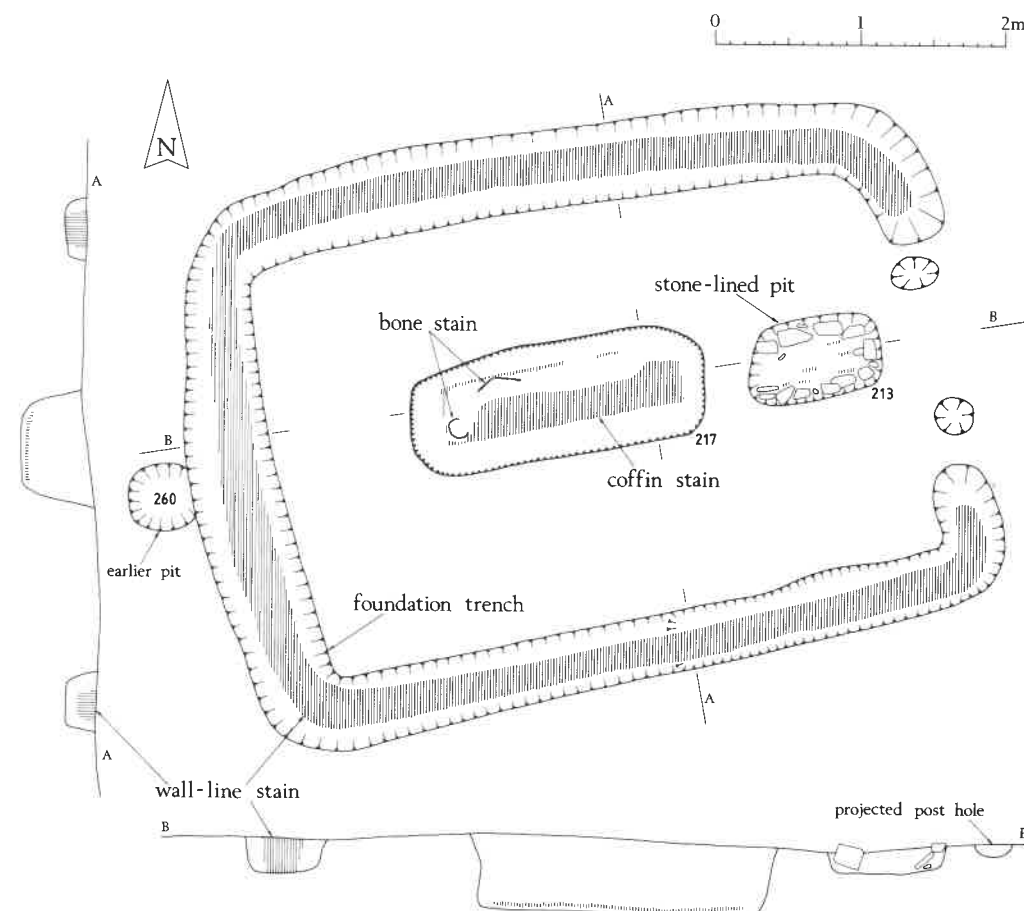 0 1 2m
A
N
A
stone-lined pit
B
bone stain
213
217
B
coffin stain
260
earlier pit
foundation trench
A
A
wall-line stain
projected post hole
B
B